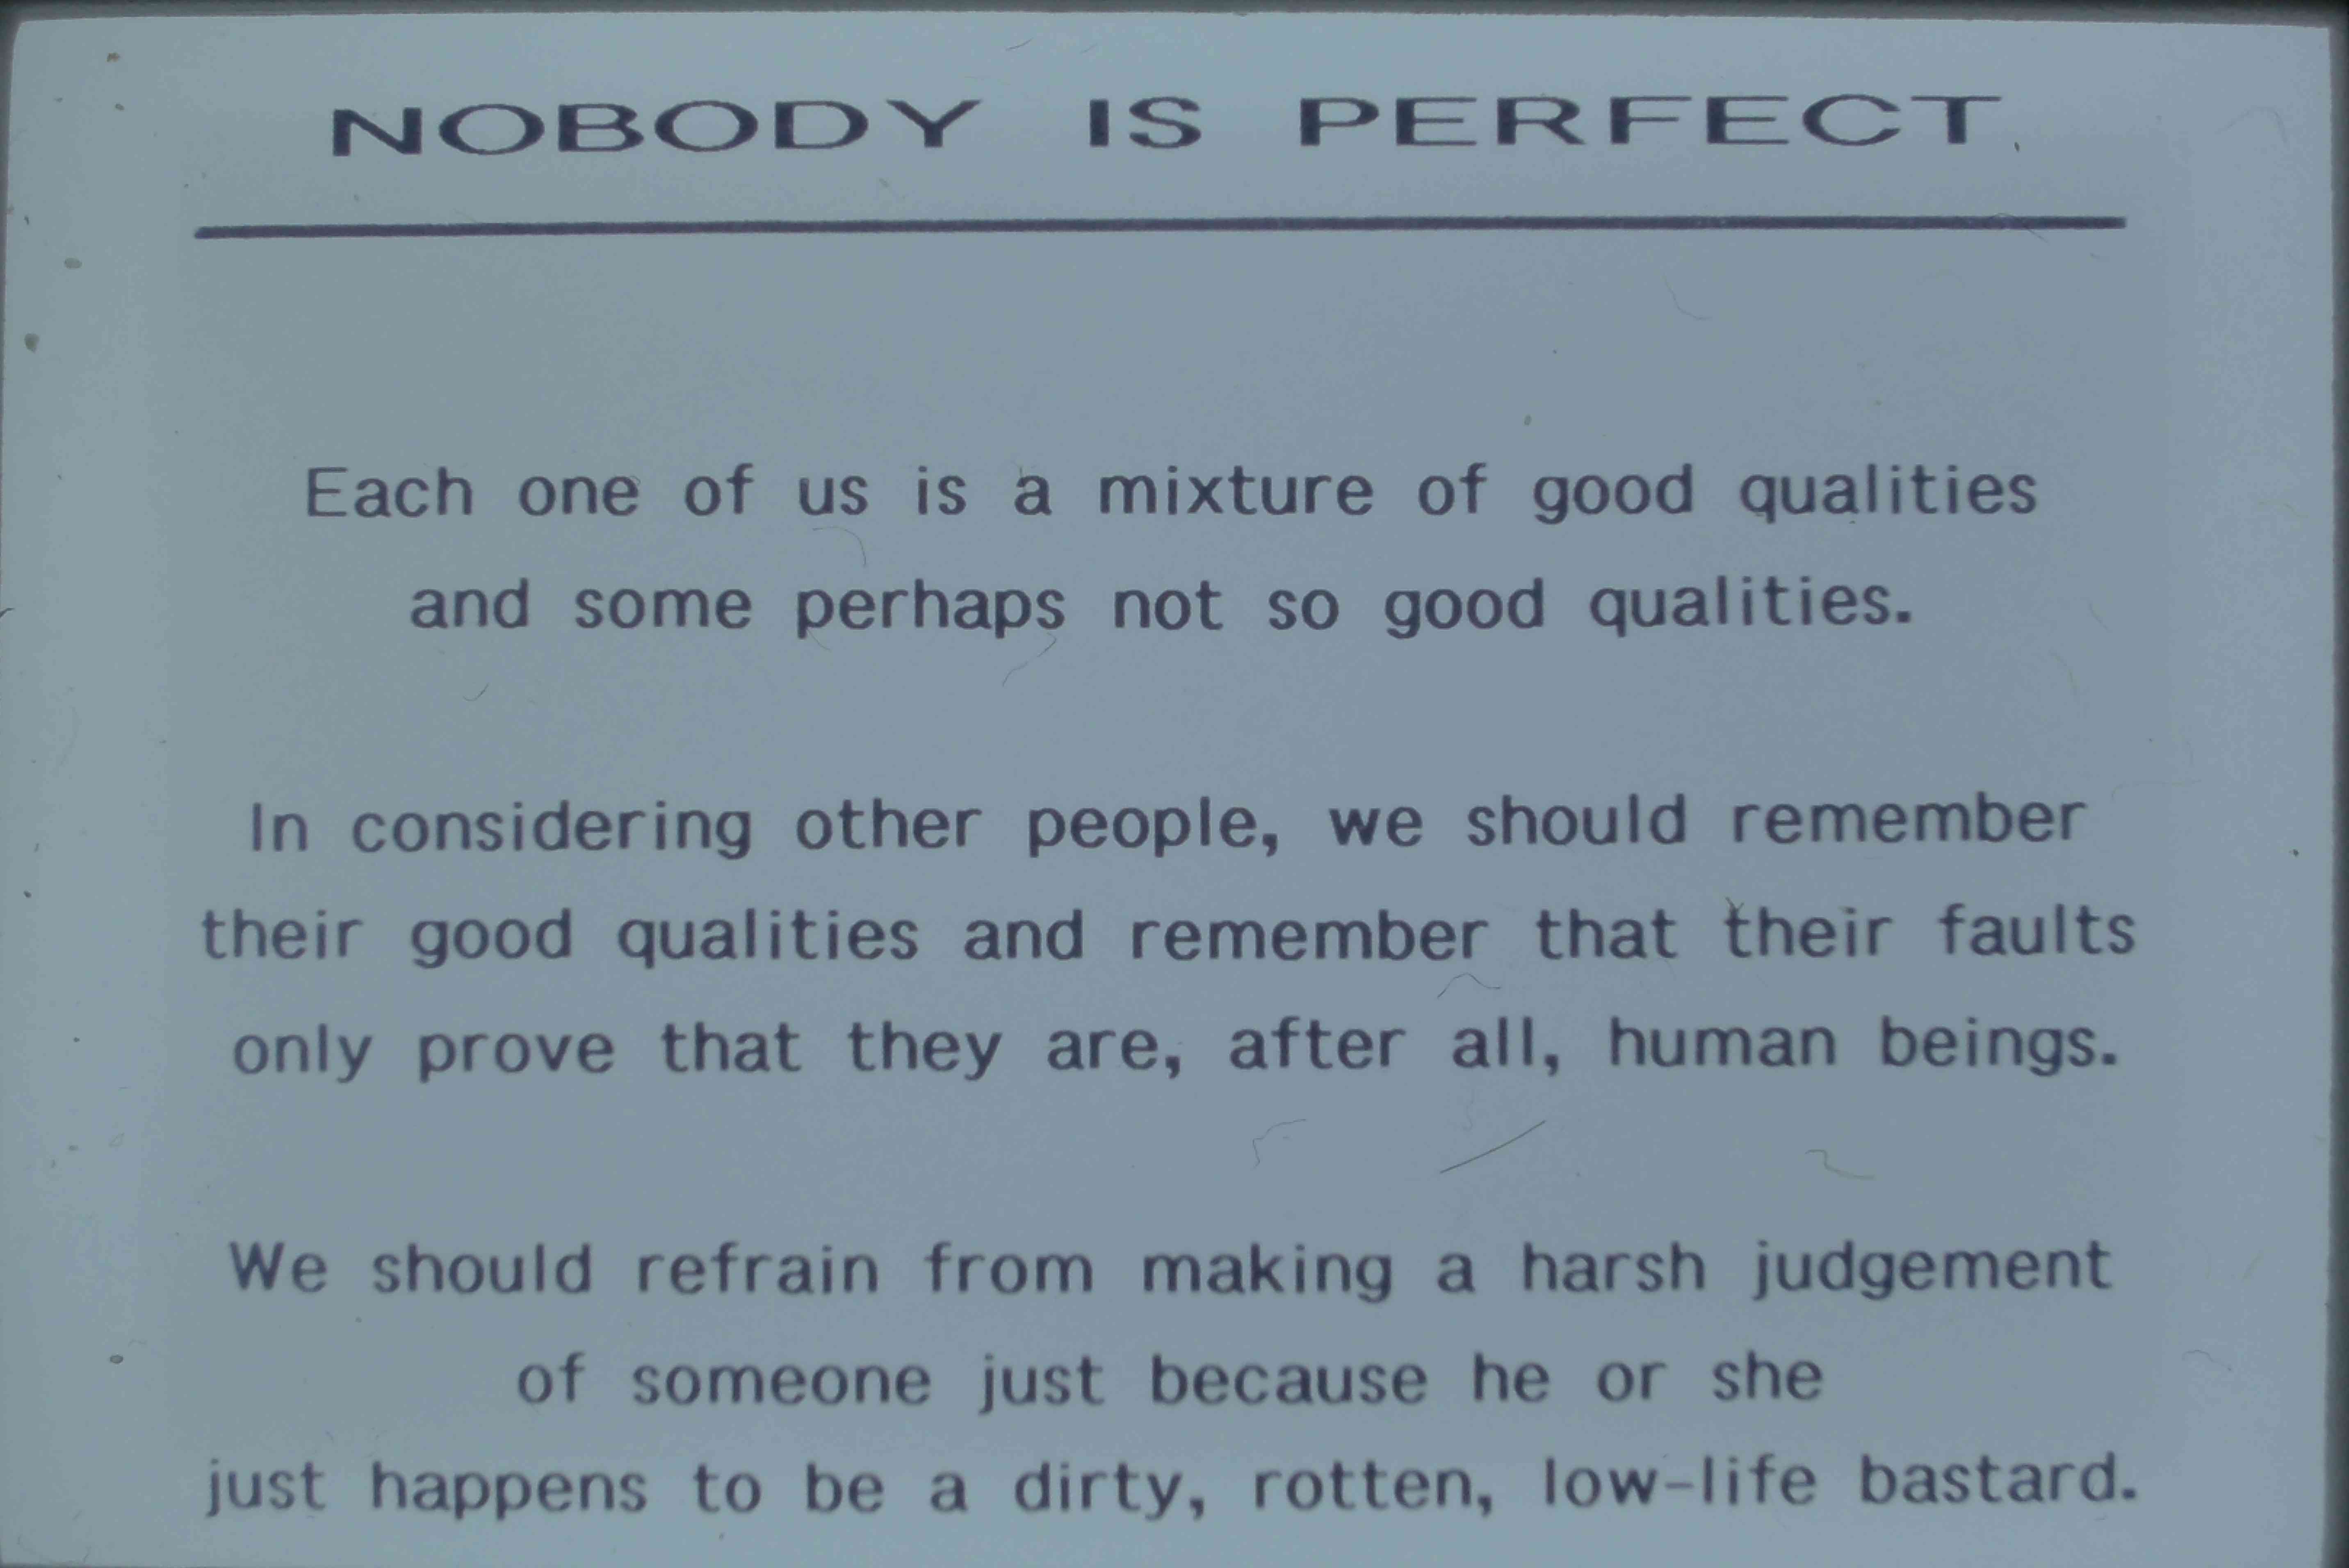 NOBODY IS PERFECT
Each one of us is a mixture of good qualities
and some perhaps not so good qualities.
In considering other people, we should remember
their good qualities and remember that their faults
only prove that they are, after all, human beings.
We should refrain from making a harsh judgement
of someone just because he or she
just happens to be a dirty, rotten, low-life bastard.